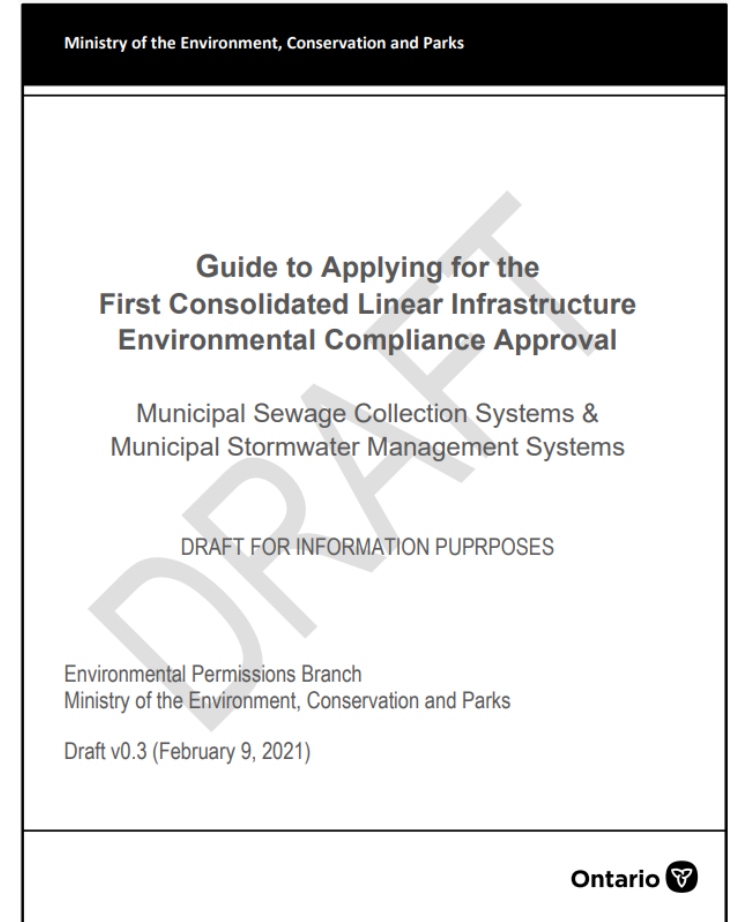 Ministry of the Environment, Conservation and Parks
Guide to Applying for the
First Consolidated Linear Infrastructure
Environmental Compliance Approval
Municipal Sewage Collection Systems &
Municipal Stormwater Management Systems
DRAFT
DRAFT FOR INFORMATION PUPRPOSES
Environmental Permissions Branch
Ministry of the Environment, Conservation and Parks
Draft v0.3 (February 9, 2021)
Ontario